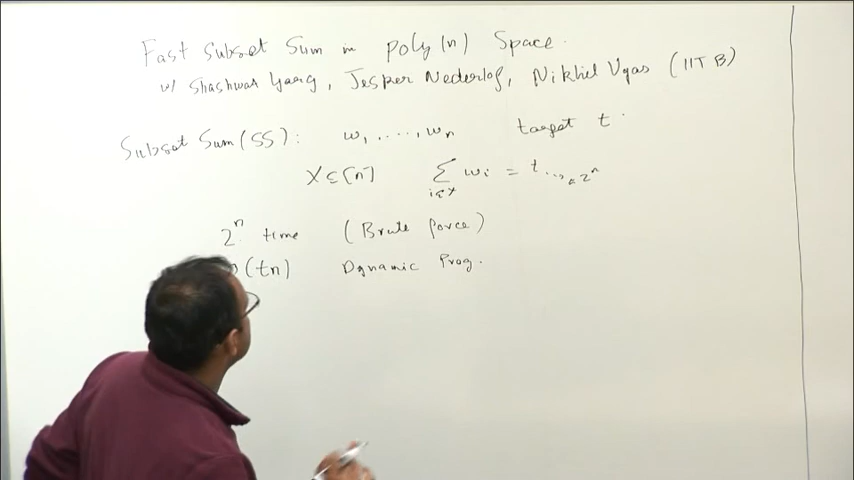 Fast Subset Sum in poly(n) Space.
w/ Shashwat Garg, Jesper Nederlof, Nikhil Vyas (IIT B)
Subset Sum (SS): w₁, ...., wₙ target t.
X⊆[n] ∑_{i∈X} wᵢ = t
2ⁿ time (Brute force)
(tn) Dynamic Prog.